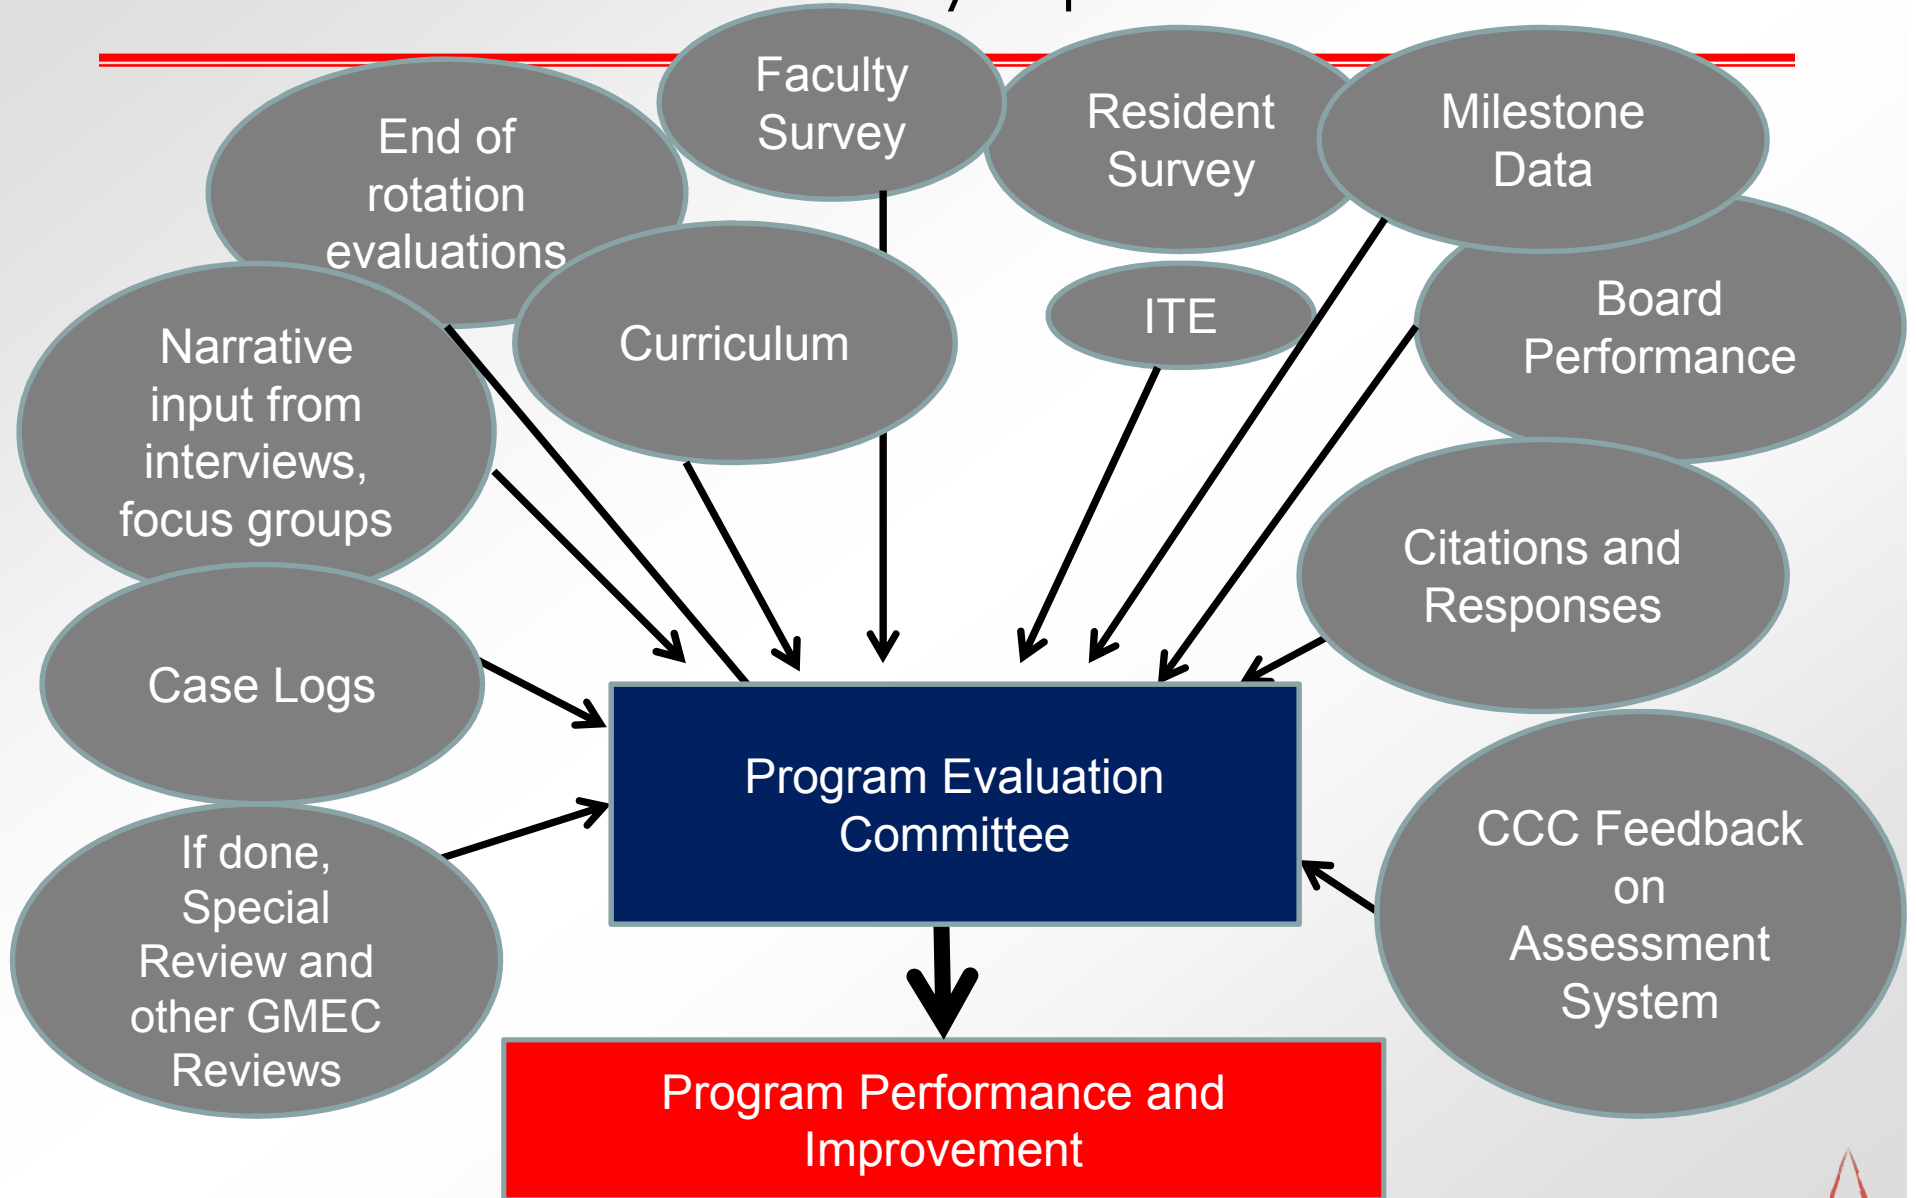 Faculty
Survey
End of
rotation
evaluations
Resident
Survey
Milestone
Data
Narrative
input from
interviews,
focus groups
Curriculum
ITE
Board
Performance
Citations and
Responses
Case Logs
Program Evaluation
Committee
If done,
Special
Review and
other GMEC
Reviews
CCC Feedback
on
Assessment
System
Program Performance and
Improvement